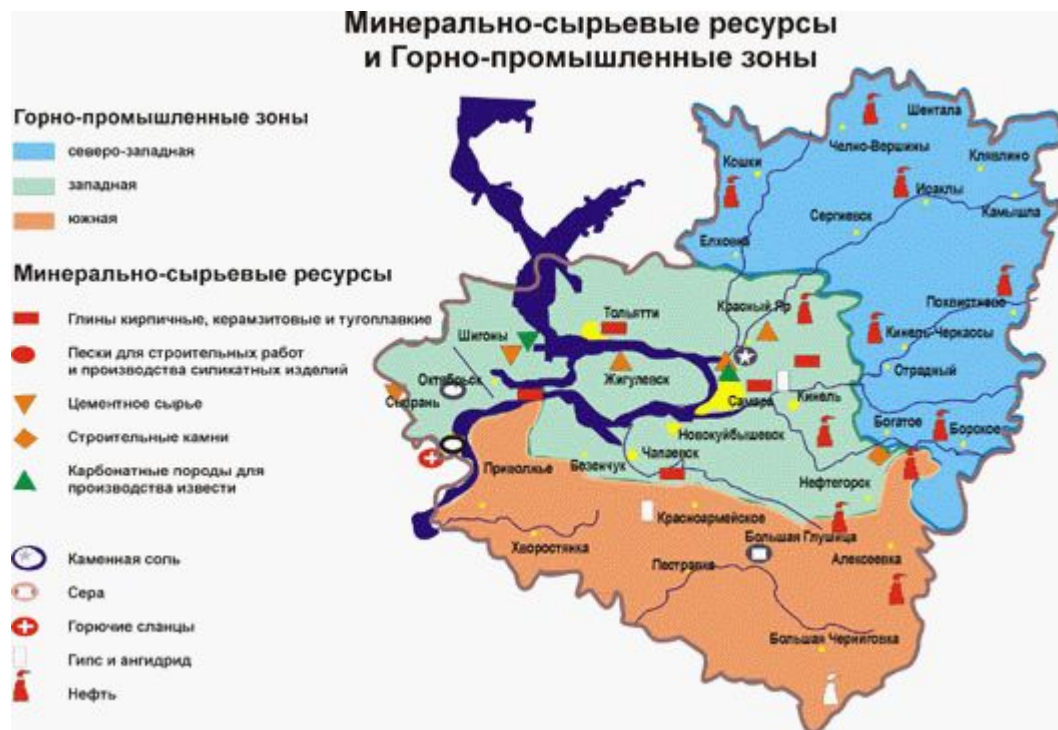 Минерально-сырьевые ресурсы
и Горно-промышленные зоны
Горно-промышленные зоны
северо-западная
западная
южная
Минерально-сырьевые ресурсы
Глины кирпичные, керамзитовые и тугоплавкие
Пески для строительных работ
и производства силикатных изделий
Цементное сырье
Строительные камни
Карбонатные породы для
производства извести
Каменная соль
Сера
Горючие сланцы
Гипс и ангидрид
Нефть
Шентала
Челно-Вершины
Кошки
Клявлино
Исаклы
Камышла
Сергиевск
Елховка
Похвистнево
Красный Яр
Тольятти
Кинель-Черкассы
Шигоны
Отрадный
Октябрьск
Жигулевск
Сызрань
Самара
Кинель
Богатое
Борское
Новокуйбышевск
Чапаевск
Безенчук
Приволжье
Нефтегорск
Красноармейское
Большая Глушица
Хворостянка
Алексеевка
Пестравка
Большая Черниговка